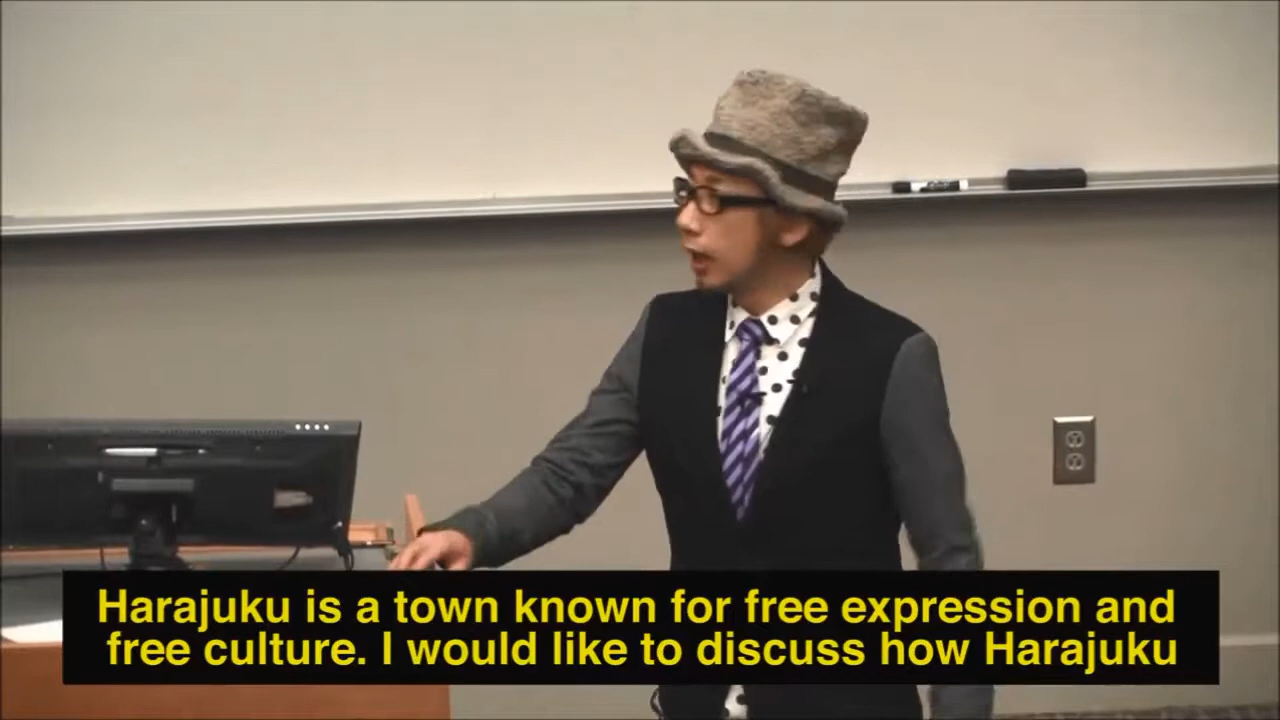 Harajuku is a town known for free expression and
free culture. I would like to discuss how Harajuku